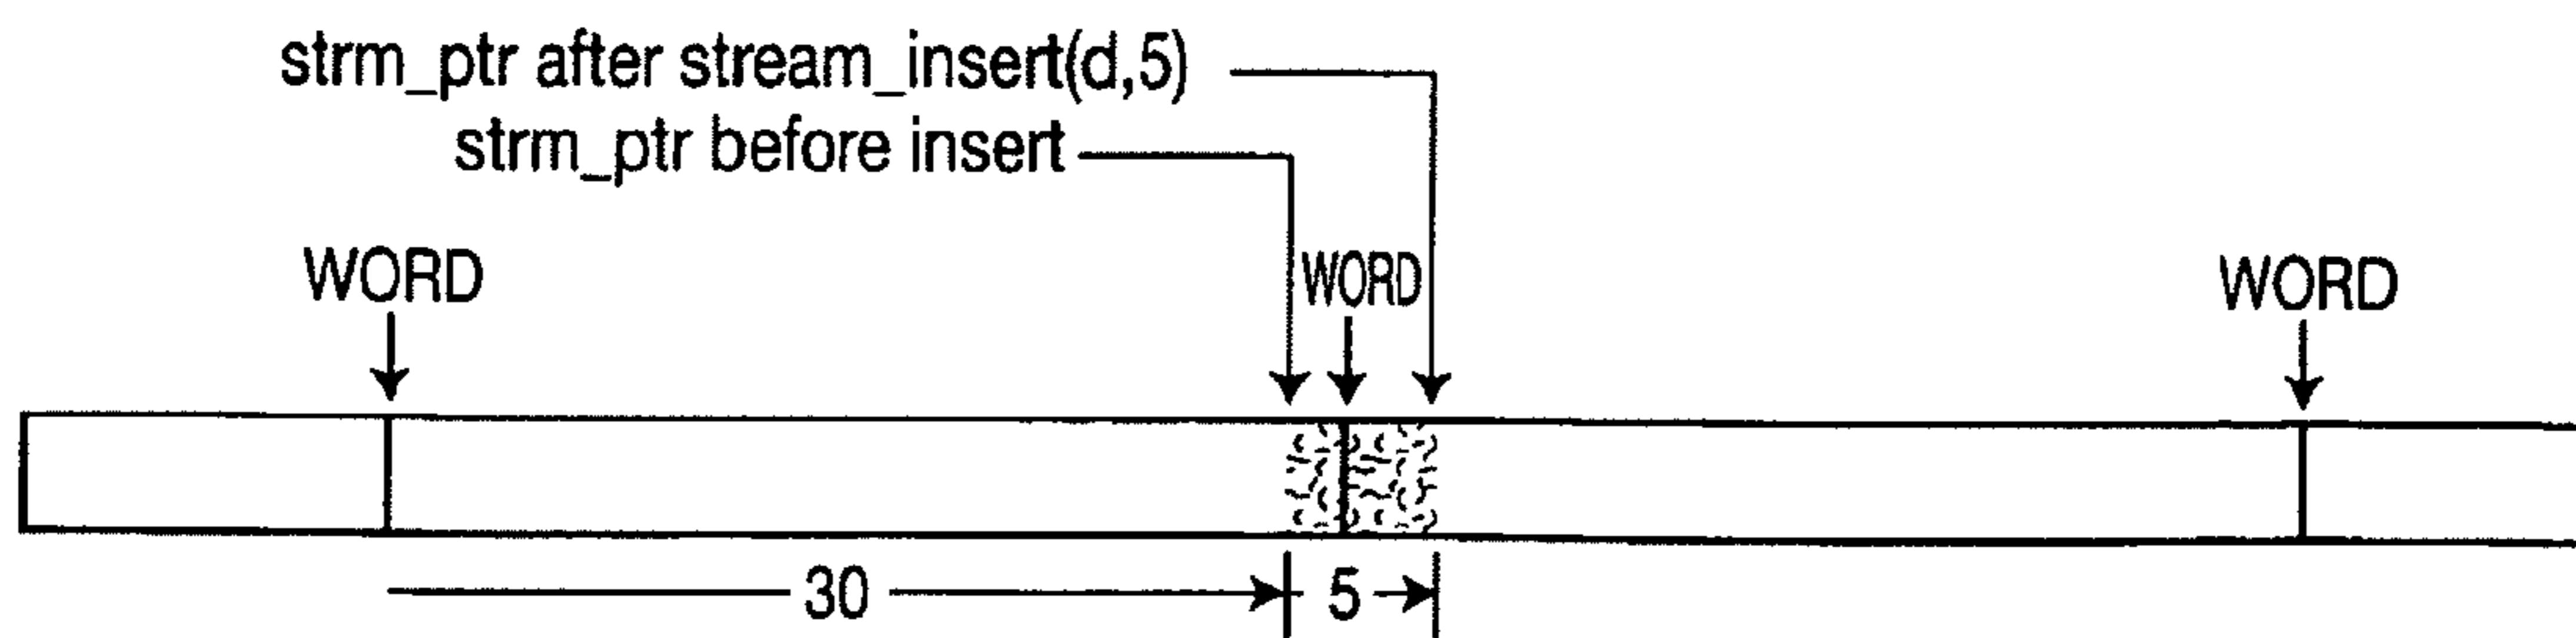 strm_ptr after stream_insert(d,5)
strm_ptr before insert
WORD
WORD
WORD
30
5